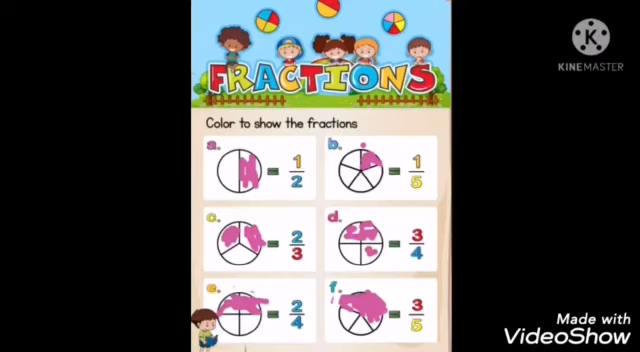 K
KINEMASTER
FRACTIONS
Color to show the fractions
a. = 1/2
b. = 1/5
c. = 2/3
d. = 3/4
e. = 2/4
f. = 3/5
Made with
VideoShow